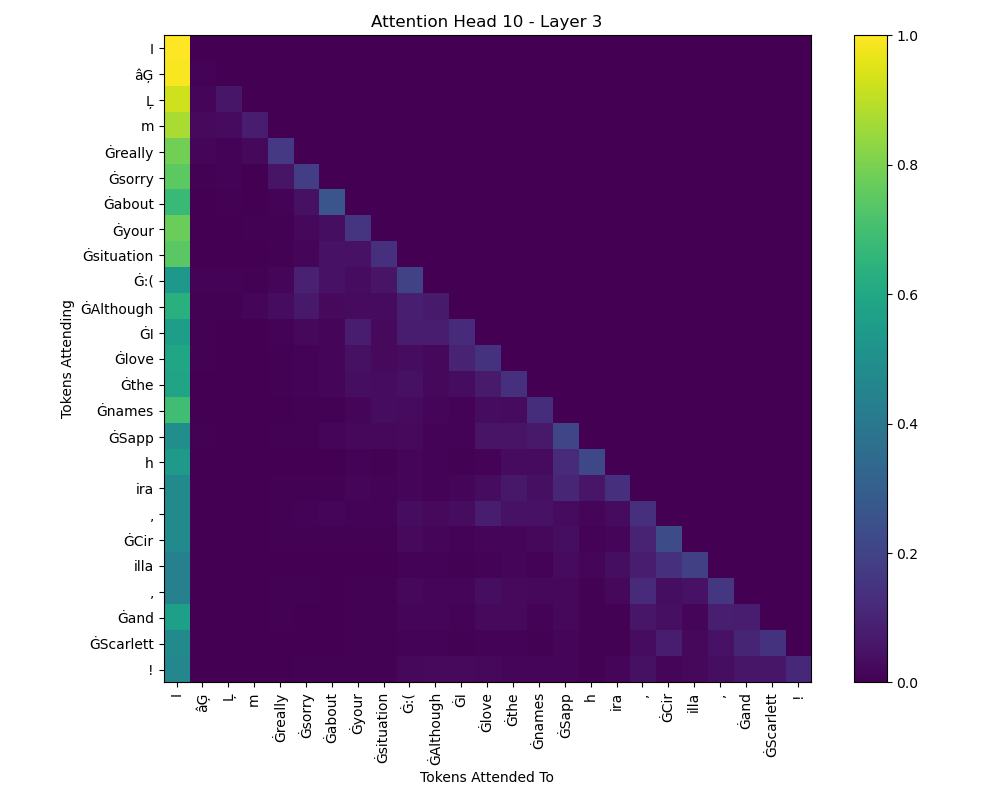 Attention Head 10 - Layer 3
Tokens Attending
I
âĢ
Ļ
m
Ġreally
Ġsorry
Ġabout
Ġyour
Ġsituation
Ġ:(
ĠAlthough
ĠI
Ġlove
Ġthe
Ġnames
ĠSapp
h
ira
,
ĠCir
illa
,
Ġand
ĠScarlett
!
I
âĢ
Ļ
m
Ġreally
Ġsorry
Ġabout
Ġyour
Ġsituation
Ġ:(
ĠAlthough
ĠI
Ġlove
Ġthe
Ġnames
ĠSapp
h
ira
,
ĠCir
illa
,
Ġand
ĠScarlett
!
Tokens Attended To
1.0
0.8
0.6
0.4
0.2
0.0